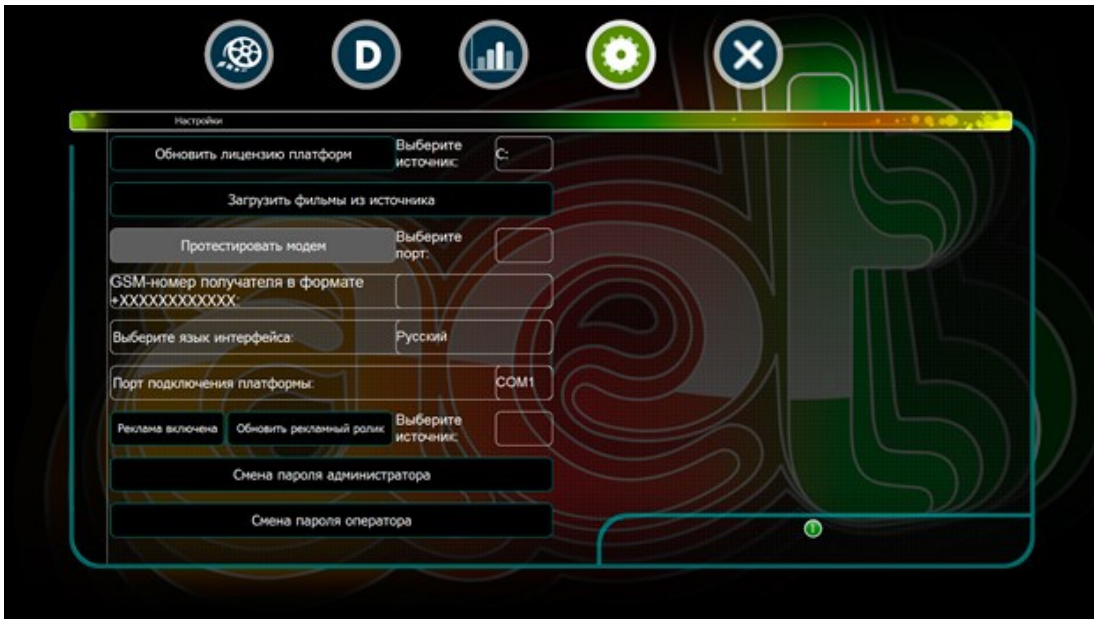 D
Настройки
Обновить лицензию платформ
Выберите
источник:
C:
Загрузить фильмы из источника
Протестировать модем
Выберите
порт:
GSM-номер получателя в формате
+XXXXXXXXXXXX:
Выберите язык интерфейса:
Русский
Порт подключения платформы:
COM1
Реклама включена
Обновить рекламный ролик
Выберите
источник:
Смена пароля администратора
Смена пароля оператора